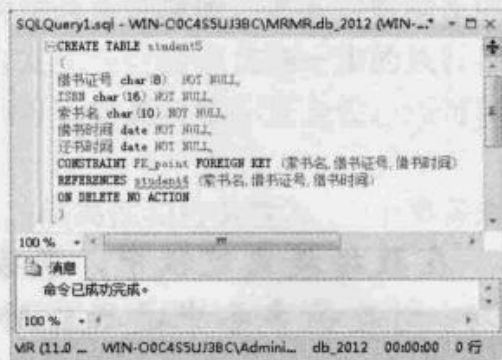 SQLQuery1.sql - WIN-O0C4S5UJ3BC\MRMR.db_2012 (WIN-...*
CREATE TABLE student5
(
借书证号 char(8) NOT NULL,
ISBN char(16) NOT NULL,
索书名 char(10) NOT NULL,
借书时间 date NOT NULL,
还书时间 date NOT NULL,
CONSTRAINT FK_point FOREIGN KEY (索书名,借书证号,借书时间)
REFERENCES student4 (索书名,借书证号,借书时间)
ON DELETE NO ACTION
)
100 %
消息
命令已成功完成。
100 %
MR (11.0 ... WIN-O0C4S5UJ3BC\Admini... db_2012 00:00:00 0 行